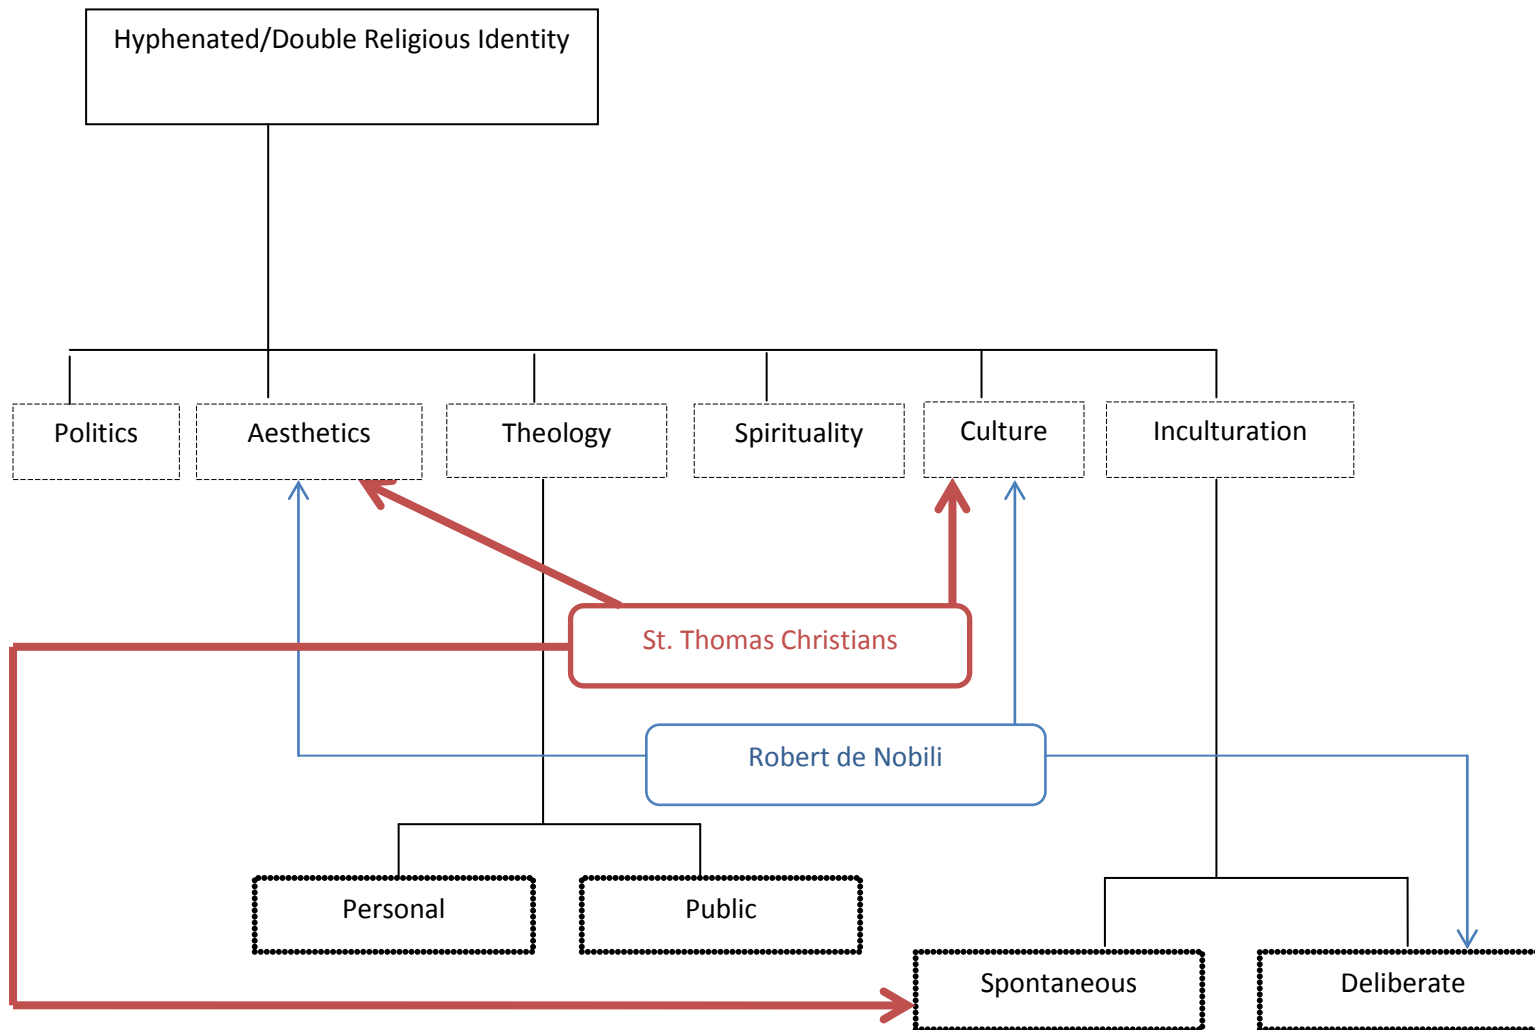 Hyphenated/Double Religious Identity
Politics
Aesthetics
Theology
Spirituality
Culture
Inculturation
St. Thomas Christians
Robert de Nobili
Personal
Public
Spontaneous
Deliberate